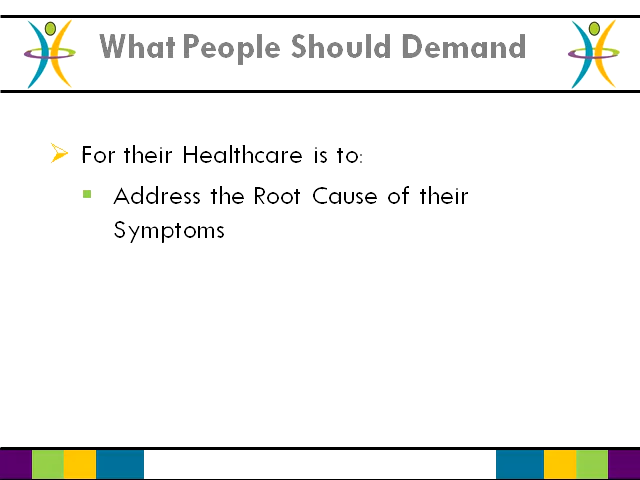 What People Should Demand
For their Healthcare is to:
Address the Root Cause of their
Symptoms